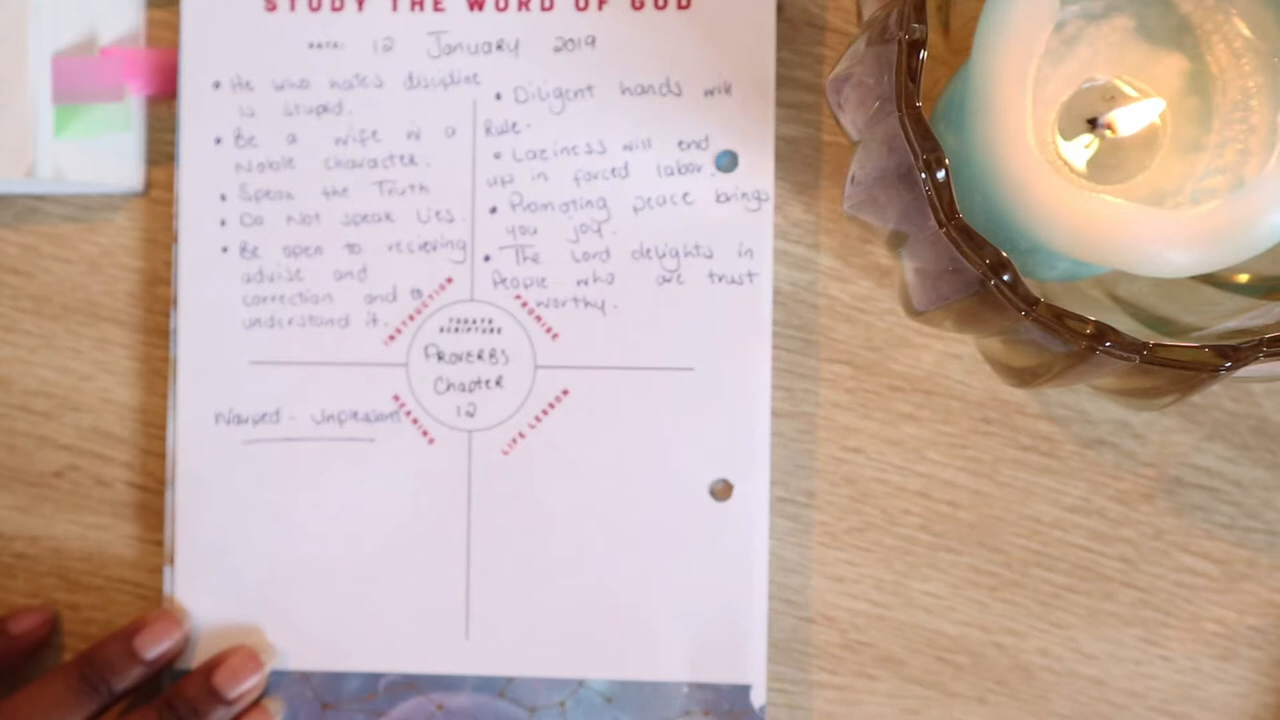 STUDY THE WORD OF GOD
DATE: 12 January 2019
• He who hates discipline
is stupid.
• Be a wife w a
Noble character.
• Speak the Truth
• Do Not speak Lies.
• Be open to recieving
advise and
correction and to
understand it.
• Diligent hands will
Rule.
• Laziness will end
up in forced labor.
• Promoting peace brings
you joy.
• The Lord delights in
People who are trust
worthy.
INSTRUCTION
PROMISE
TODAYS
SCRIPTURE
PROVERBS
Chapter
12
MEANING
LIFE LESSON
Warped -